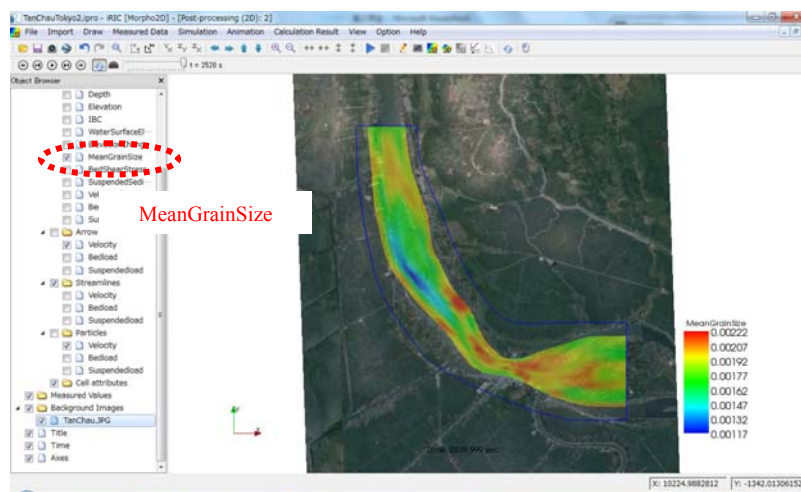 TanChauTokyo2.ipro - iRIC [Morpho2D] - [Post-processing (2D): 2]
File Import Draw Measured Data Simulation Animation Calculation Result View Option Help
t = 2520 s
Object Browser
Depth
Elevation
IBC
WaterSurfaceEl···
MeanGrainSize
BedShearStress
SuspendedSedi···
Vel
Be
Su
MeanGrainSize
Arrow
Velocity
Bedload
Suspendedload
Streamlines
Velocity
Bedload
Suspendedload
Particles
Velocity
Bedload
Suspendedload
Cell attributes
Measured Values
Background Images
TanChau.JPG
Title
Time
Axes
Y
X
MeanGrainSize
0.00222
0.00207
0.00192
0.00177
0.00162
0.00147
0.00132
0.00117
X: 10224.9882812 Y: -1342.01306152